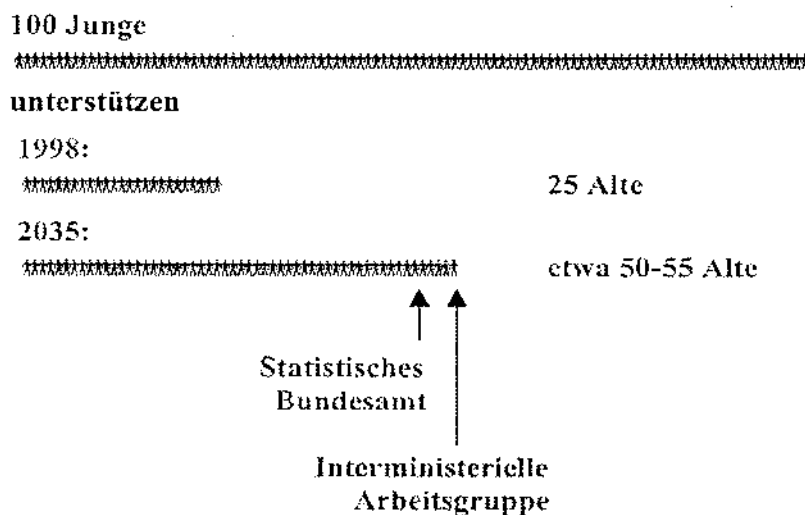 100 Junge
unterstützen
1998:
25 Alte
2035:
etwa 50-55 Alte
Statistisches
Bundesamt
Interministerielle
Arbeitsgruppe